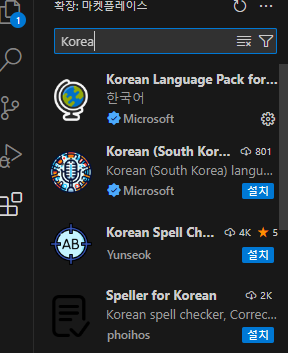 확장: 마켓플레이스
1
Korea
Korean Language Pack for...
한국어
Microsoft
Korean (South Kor... 801
Korean (South Korea) langu...
Microsoft 설치
AB
Korean Spell Ch... 4K 5
Yunseok 설치
Speller for Korean 2K
Korean spell checker, Correc...
phoihos 설치